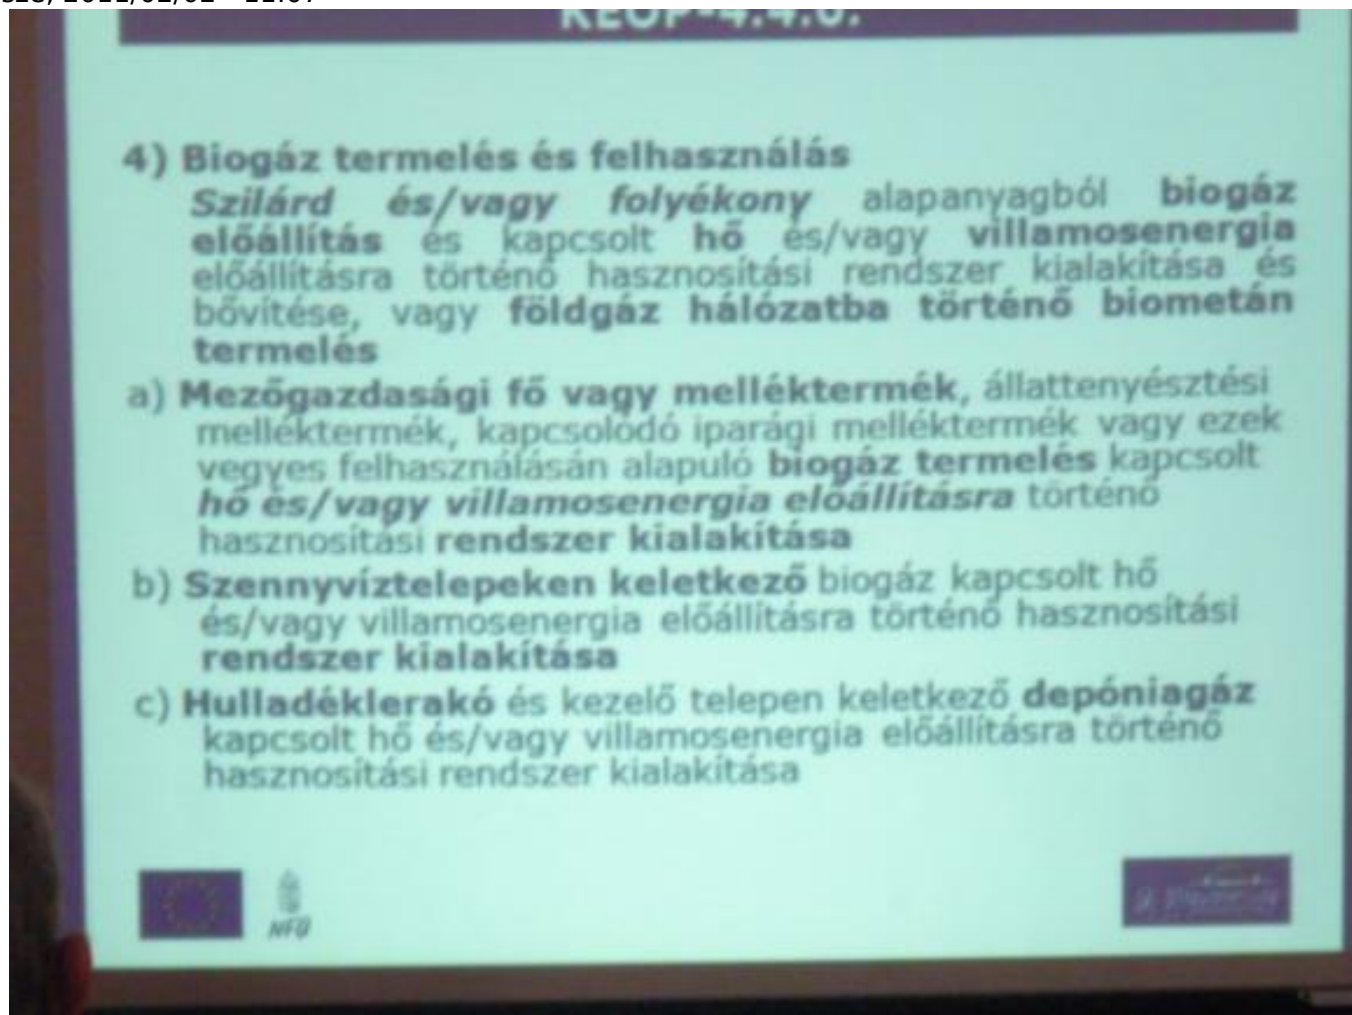 KEOP-4.4.0.
4) Biogáz termelés és felhasználás
Szilárd és/vagy folyékony alapanyagból biogáz
előállítás és kapcsolt hő és/vagy villamosenergia
előállításra történő hasznosítási rendszer kialakítása és
bővítése, vagy földgáz hálózatba történő biometán
termelés
a) Mezőgazdasági fő vagy melléktermék, állattenyésztési
melléktermék, kapcsolódó iparági melléktermék vagy ezek
vegyes felhasználásán alapuló biogáz termelés kapcsolt
hő és/vagy villamosenergia előállításra történő
hasznosítási rendszer kialakítása
b) Szennyvíztelepeken keletkező biogáz kapcsolt hő
és/vagy villamosenergia előállításra történő hasznosítási
rendszer kialakítása
c) Hulladéklerakó és kezelő telepen keletkező depóniagáz
kapcsolt hő és/vagy villamosenergia előállításra történő
hasznosítási rendszer kialakítása
NFÜ